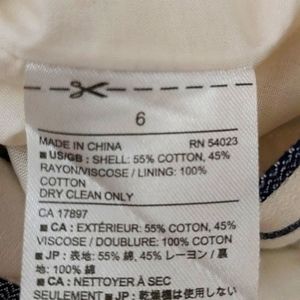 6
MADE IN CHINA RN 54023
■ US/GB : SHELL: 55% COTTON, 45%
RAYON/VISCOSE / LINING: 100%
COTTON
DRY CLEAN ONLY
CA 17897
■ CA : EXTÉRIEUR: 55% COTON, 45%
VISCOSE / DOUBLURE: 100% COTON
■ JP : 表地: 55% 綿, 45% レーヨン / 裏
地: 100% 綿
■ CA : NETTOYER À SEC
SEULEMENT ■ JP : 乾燥機は使用しない